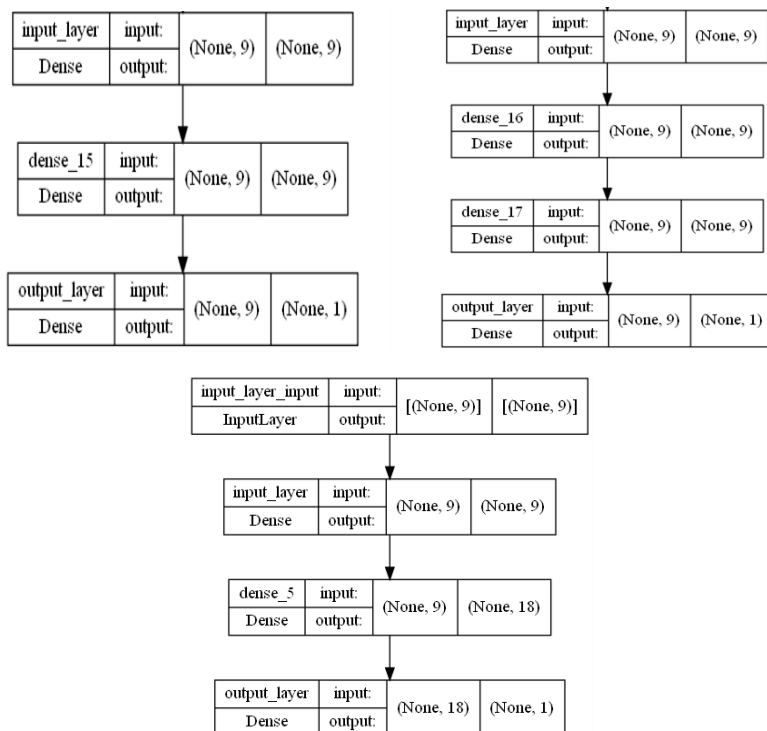 input_layer input: (None, 9) (None, 9)
Dense output:
dense_15 input: (None, 9) (None, 9)
Dense output:
output_layer input: (None, 9) (None, 1)
Dense output:
input_layer input: (None, 9) (None, 9)
Dense output:
dense_16 input: (None, 9) (None, 9)
Dense output:
dense_17 input: (None, 9) (None, 9)
Dense output:
output_layer input: (None, 9) (None, 1)
Dense output:
input_layer_input input: [(None, 9)] [(None, 9)]
InputLayer output:
input_layer input: (None, 9) (None, 9)
Dense output:
dense_5 input: (None, 9) (None, 18)
Dense output:
output_layer input: (None, 18) (None, 1)
Dense output: